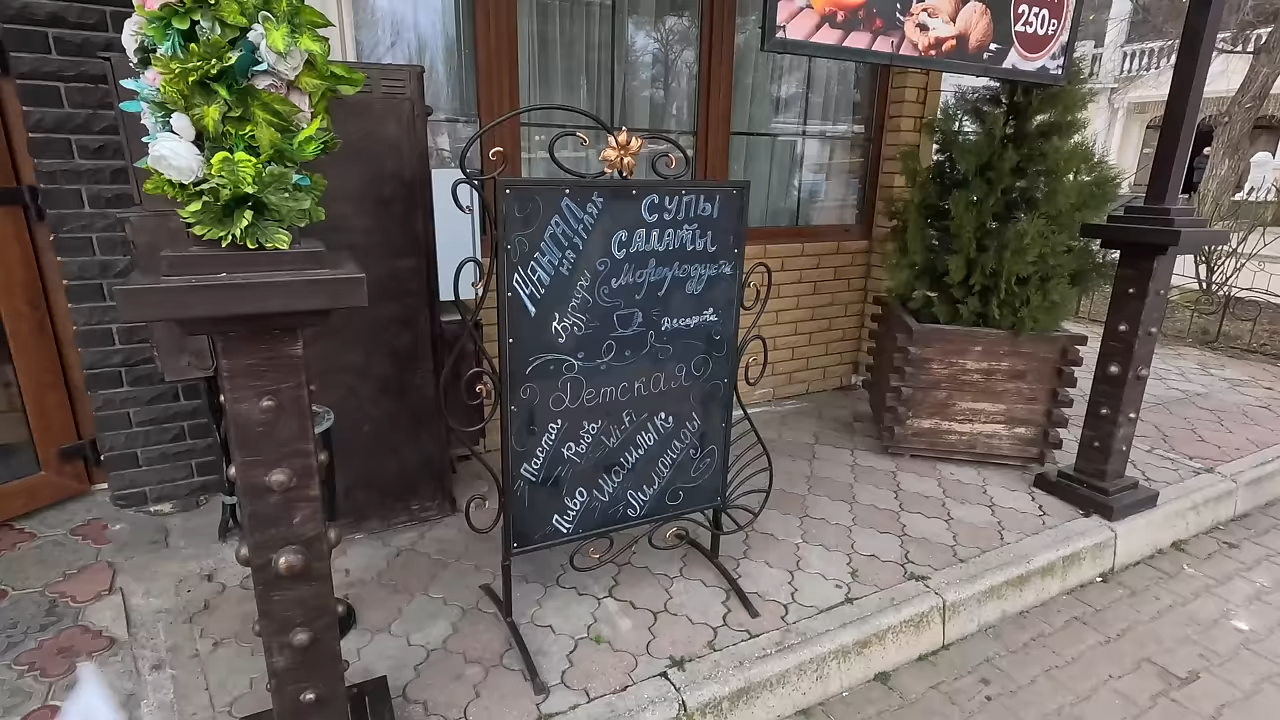 250₽
МАНГАЛ
НА УГЛЯХ
СУПЫ
САЛАТЫ
Морепродукты
Бургеры
Десерты
Детская
Паста
Рыба
Wi-Fi
Пиво
Шашлык
Лимонады